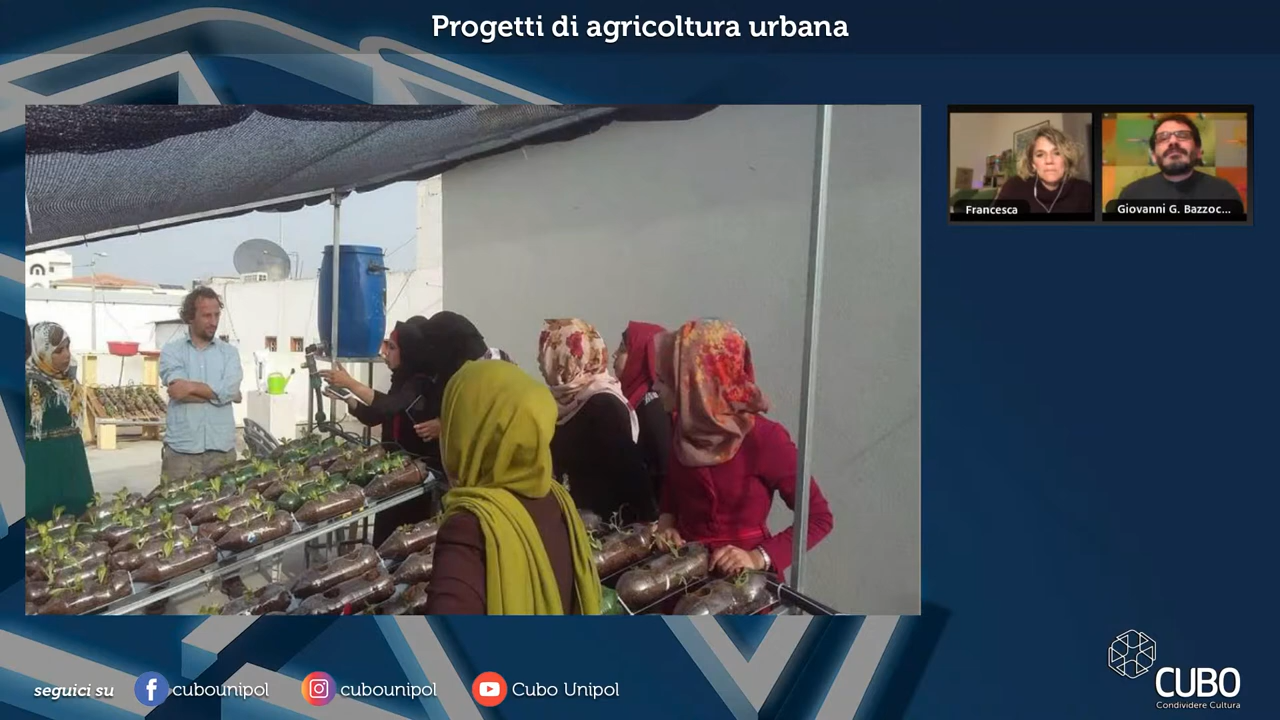 Progetti di agricoltura urbana
Francesca
Giovanni G. Bazzoc...
seguici su
cubounipol
cubounipol
Cubo Unipol
CUBO
Condividere Cultura